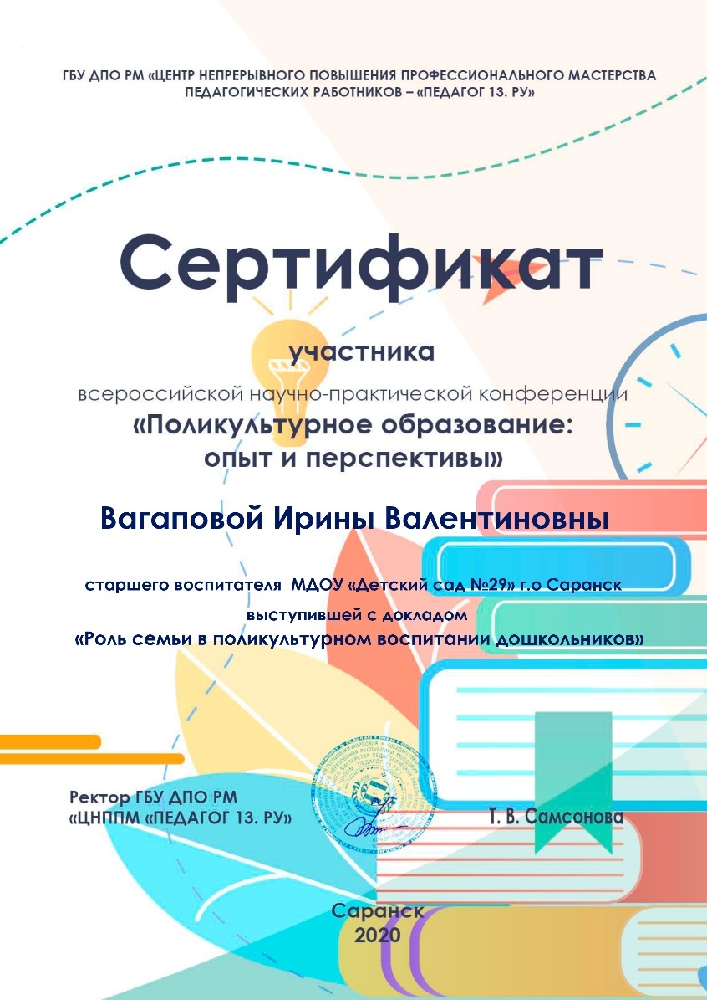 ГБУ ДПО РМ «ЦЕНТР НЕПРЕРЫВНОГО ПОВЫШЕНИЯ ПРОФЕССИОНАЛЬНОГО МАСТЕРСТВА
ПЕДАГОГИЧЕСКИХ РАБОТНИКОВ – «ПЕДАГОГ 13. РУ»
Сертификат
участника
всероссийской научно-практической конференции
«Поликультурное образование:
опыт и перспективы»
Вагаповой Ирины Валентиновны
старшего воспитателя МДОУ «Детский сад №29» г.о Саранск
выступившей с докладом
«Роль семьи в поликультурном воспитании дошкольников»
Ректор ГБУ ДПО РМ
«ЦНППМ «ПЕДАГОГ 13. РУ»
Т. В. Самсонова
Саранск
2020